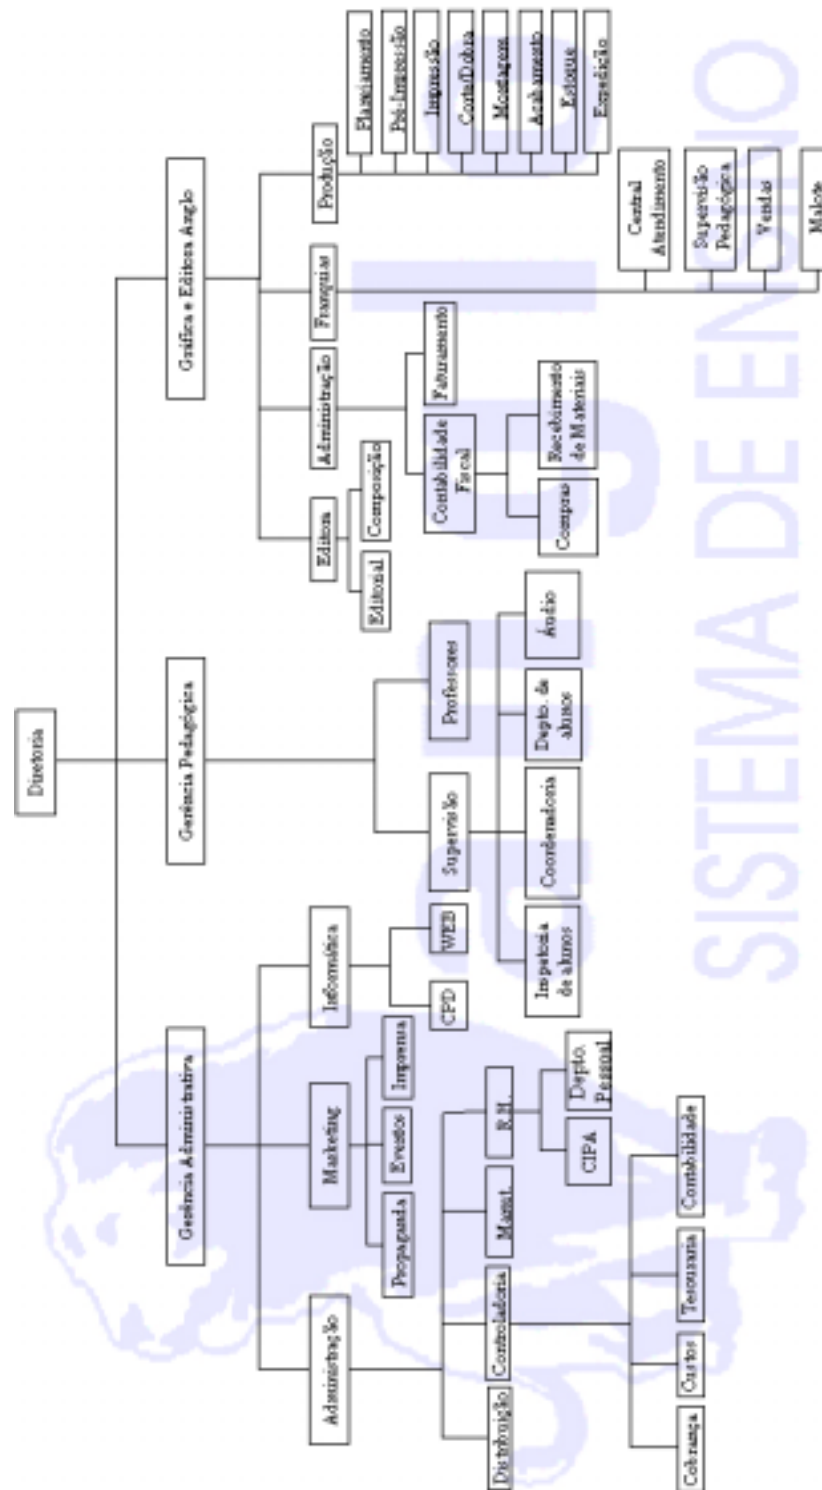 Diretoria
Gerência Administrativa
Gerência Pedagógica
Gráfica e Editora Anglo
Administração
Marketing
Informática
Propaganda
Eventos
Imprensa
CPD
WEB
Distribuição
Controladoria
Manut.
R.H.
CIPA
Depto.
Pessoal
Cobrança
Custos
Tesouraria
Contabilidade
Supervisão
Professores
Inspetoria
de alunos
Coordenadoria
Depto. de
alunos
Áudio
Editora
Administração
Franquias
Produção
Editorial
Composição
Contabilidade
Fiscal
Faturamento
Compras
Recebimento
de Materiais
Central
Atendimento
Supervisão
Pedagógica
Vendas
Malote
Planejamento
Pré-Impressão
Impressão
Corte/Dobra
Montagem
Acabamento
Estoque
Expedição
anglo
SISTEMA DE ENSINO